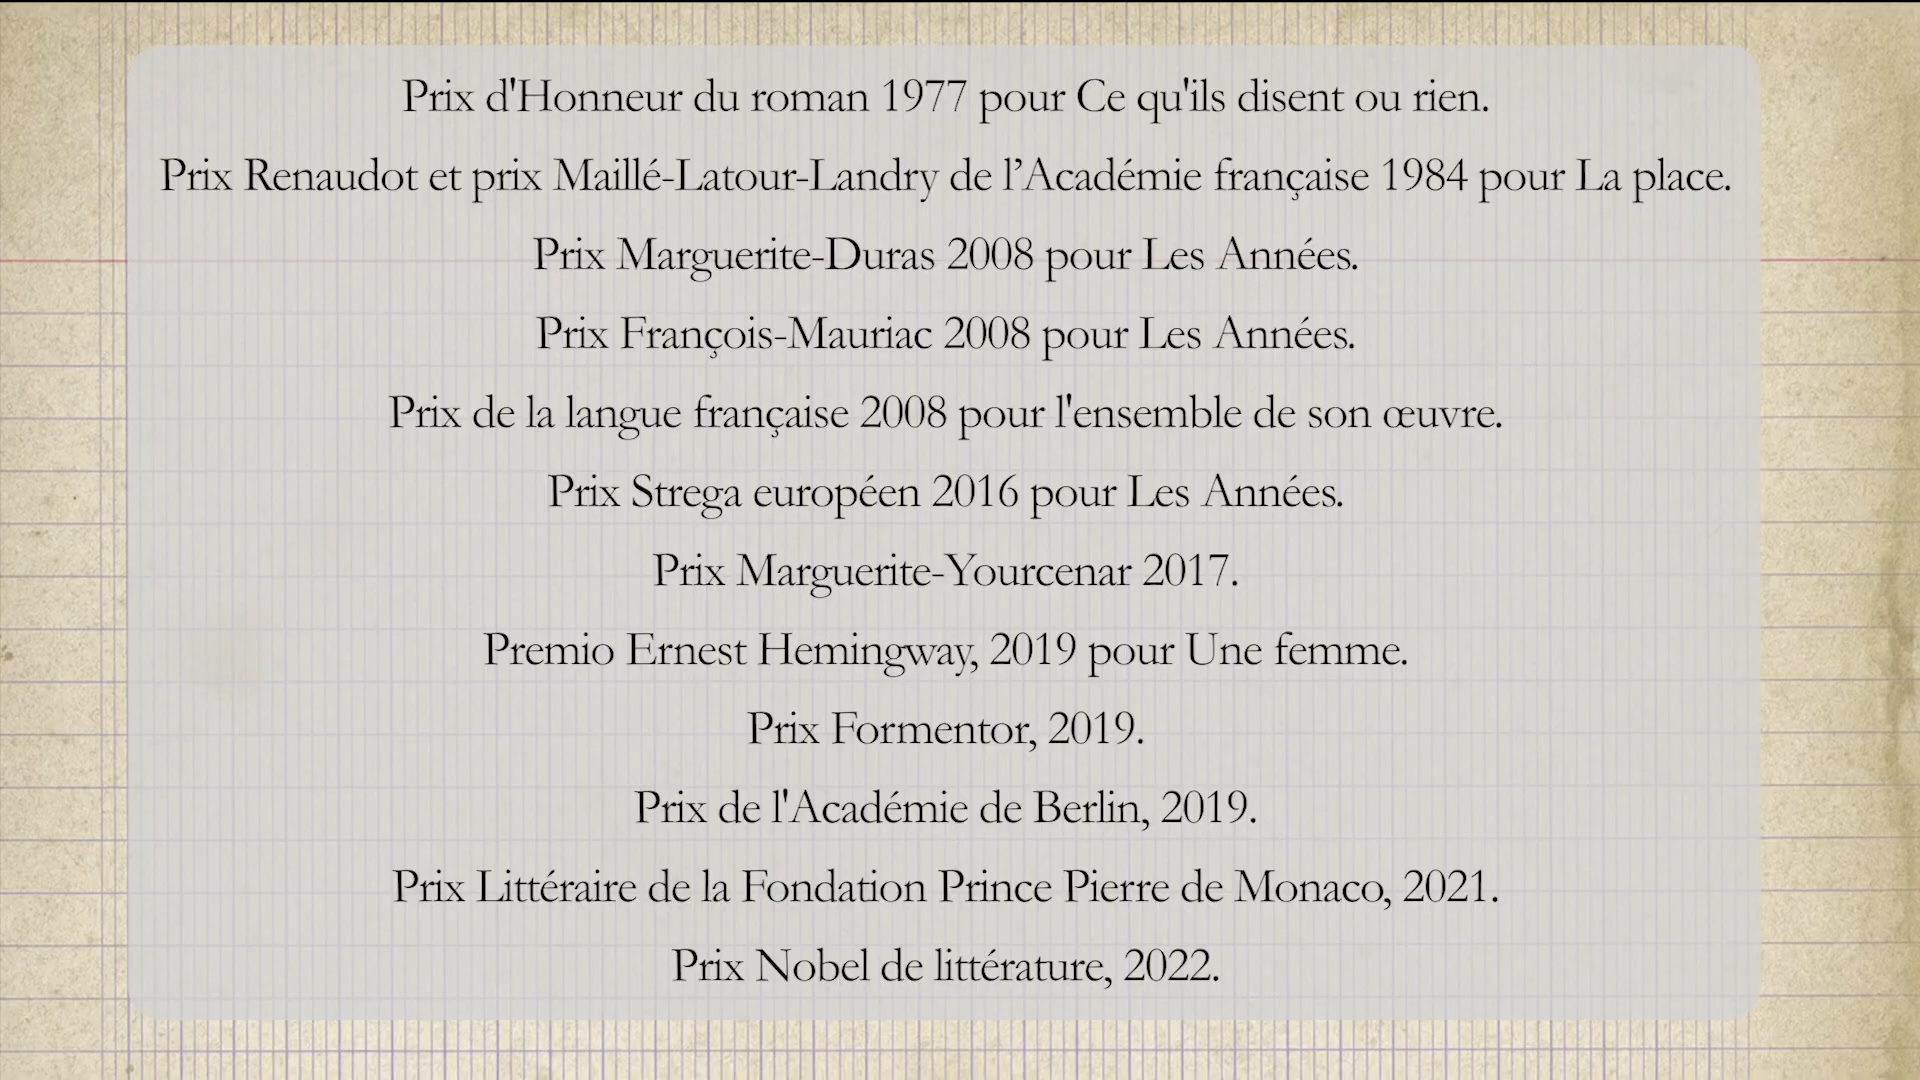 Prix d'Honneur du roman 1977 pour Ce qu'ils disent ou rien.
Prix Renaudot et prix Maillé-Latour-Landry de l’Académie française 1984 pour La place.
Prix Marguerite-Duras 2008 pour Les Années.
Prix François-Mauriac 2008 pour Les Années.
Prix de la langue française 2008 pour l'ensemble de son œuvre.
Prix Strega européen 2016 pour Les Années.
Prix Marguerite-Yourcenar 2017.
Premio Ernest Hemingway, 2019 pour Une femme.
Prix Formentor, 2019.
Prix de l'Académie de Berlin, 2019.
Prix Littéraire de la Fondation Prince Pierre de Monaco, 2021.
Prix Nobel de littérature, 2022.